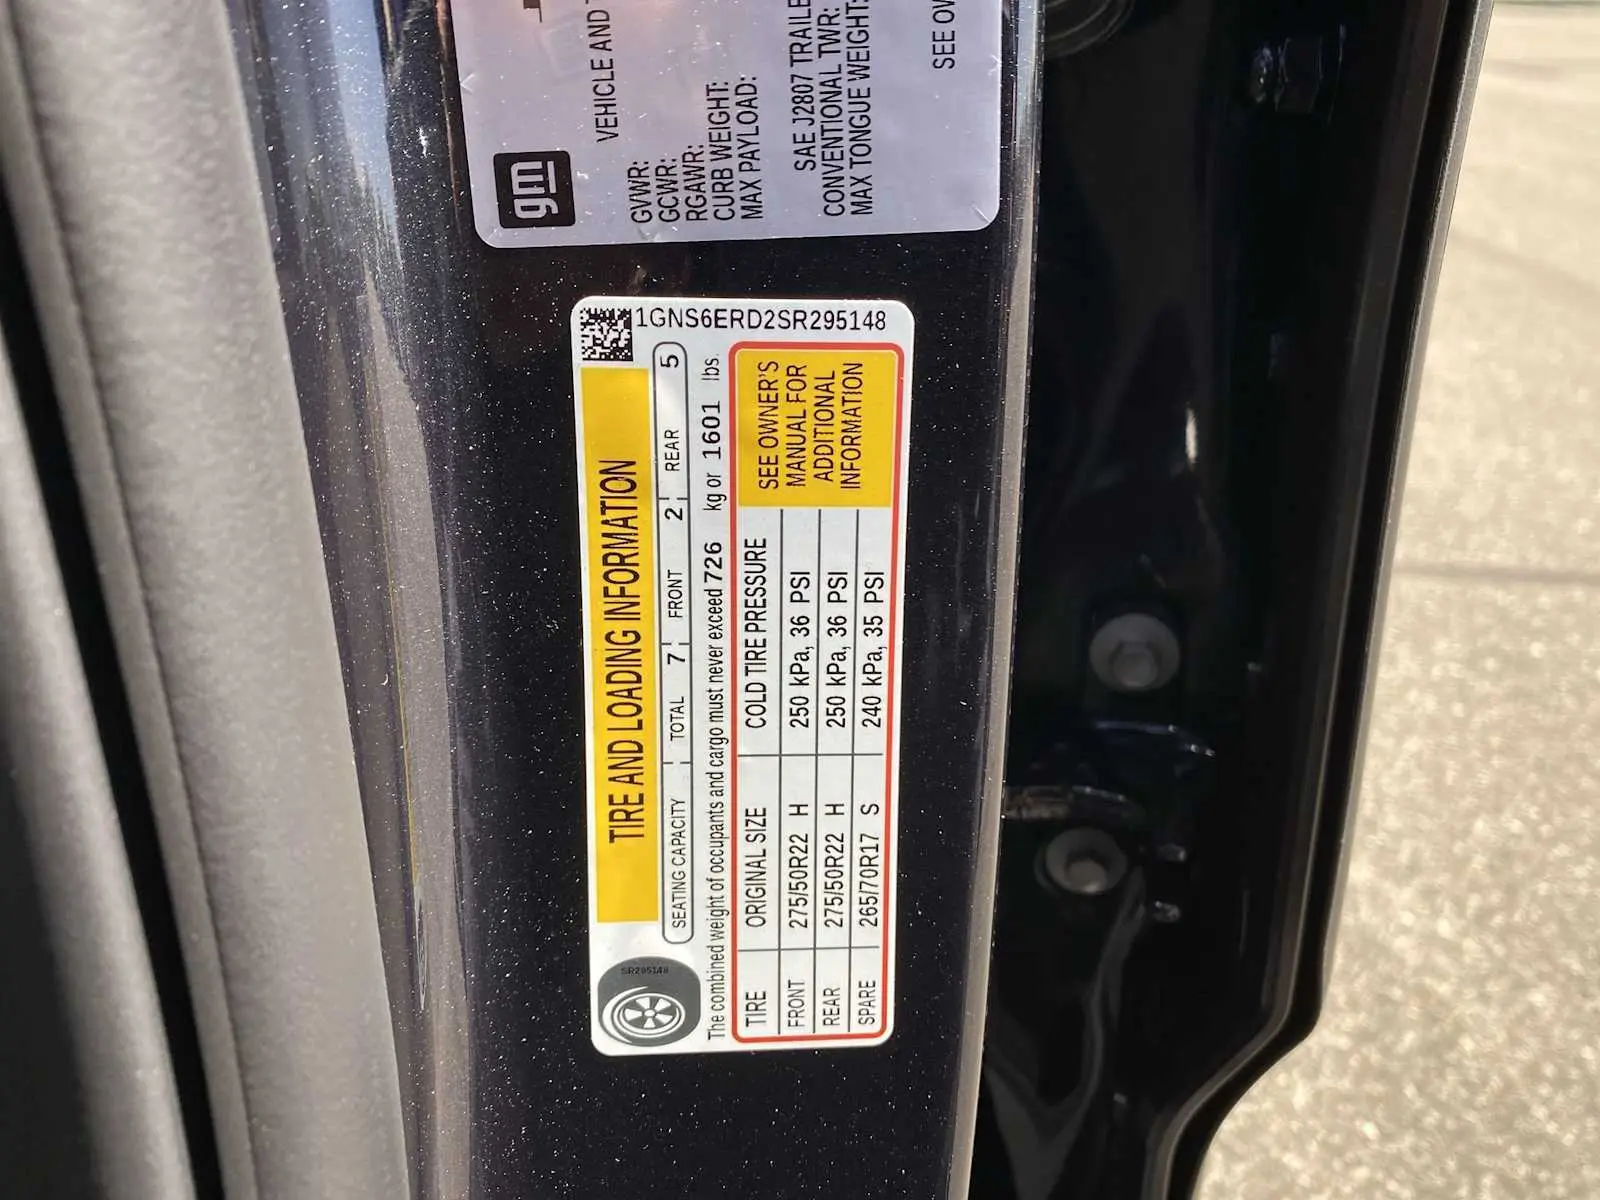 gm
VEHICLE AND
GVWR:
GCWR:
RGAWR:
CURB WEIGHT:
MAX PAYLOAD:
SAE J2807
CONVENTIONAL TWR:
MAX TONGUE WEIGHT:
SEE
1GNS6ERD2SR295148
TIRE AND LOADING INFORMATION
SEATING CAPACITY TOTAL 7 FRONT 2 REAR 5
The combined weight of occupants and cargo must never exceed 726 kg or 1601 lbs.
TIRE ORIGINAL SIZE COLD TIRE PRESSURE
FRONT 275/50R22 H 250 kPa, 36 PSI
REAR 275/50R22 H 250 kPa, 36 PSI
SPARE 265/70R17 S 240 kPa, 35 PSI
SEE OWNER'S
MANUAL FOR
ADDITIONAL
INFORMATION
SR295148